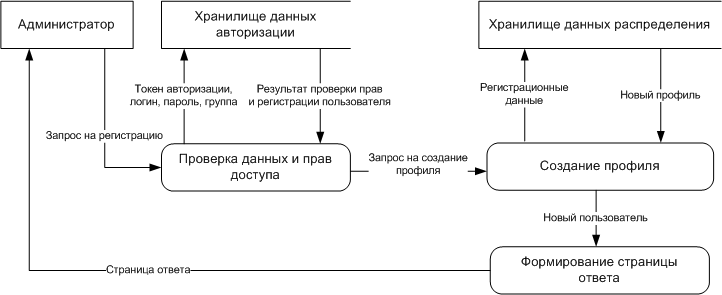 Администратор
Хранилище данных
авторизации
Хранилище данных распределения
Токен авторизации,
логин, пароль, группа
Результат проверки прав
и регистрации пользователя
Регистрационные
данные
Новый профиль
Запрос на регистрацию
Проверка данных и прав
доступа
Запрос на создание
профиля
Создание профиля
Новый пользователь
Формирование страницы
ответа
Страница ответа